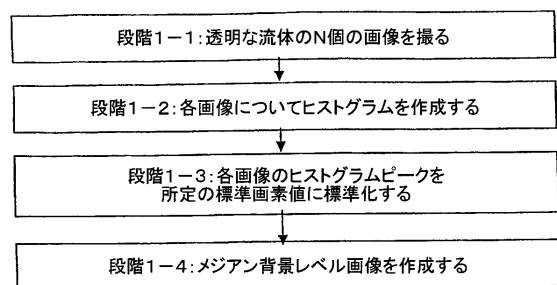 段階1-1:透明な流体のN個の画像を撮る
段階1-2:各画像についてヒストグラムを作成する
段階1-3:各画像のヒストグラムピークを
所定の標準画素値に標準化する
段階1-4:メジアン背景レベル画像を作成する